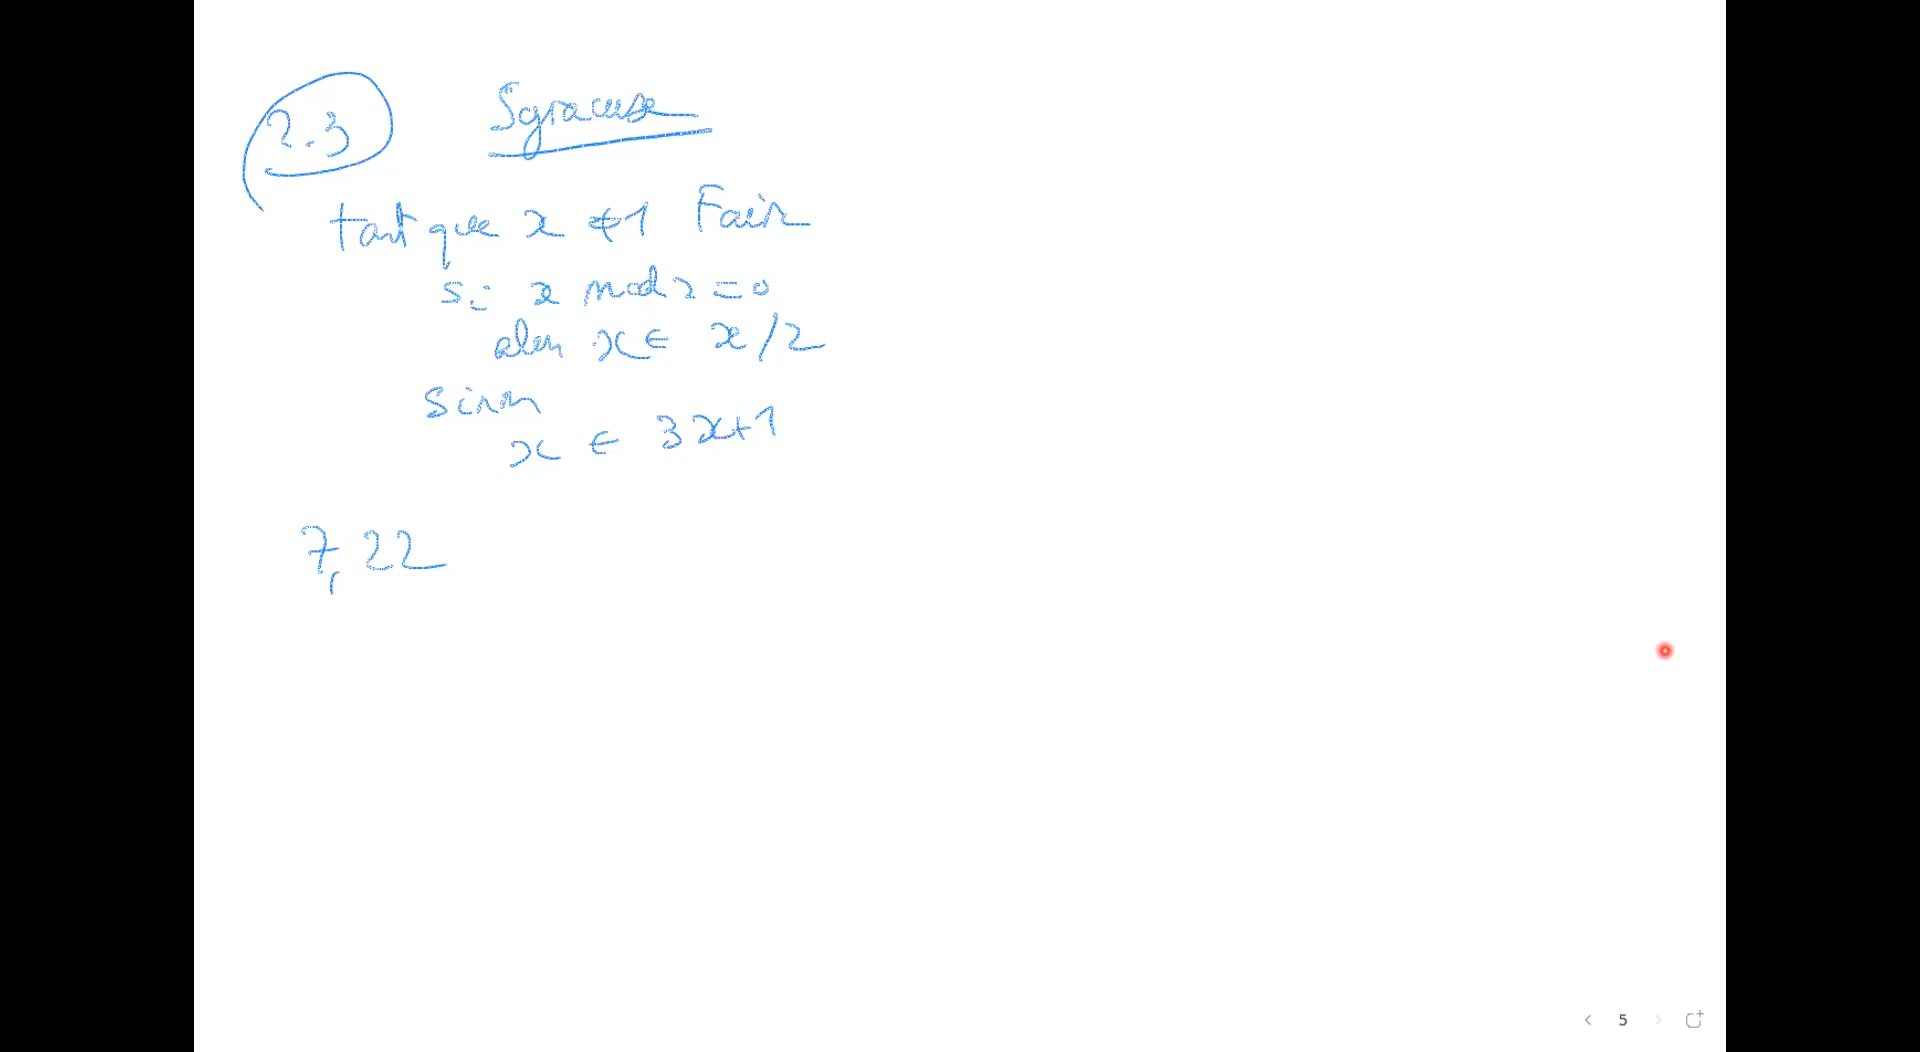 2.3
Syracuse
tant que x ≠ 1 Faire
si x mod 2 = 0
alors x ← x/2
Sinon
x ← 3x+1
7, 22
5